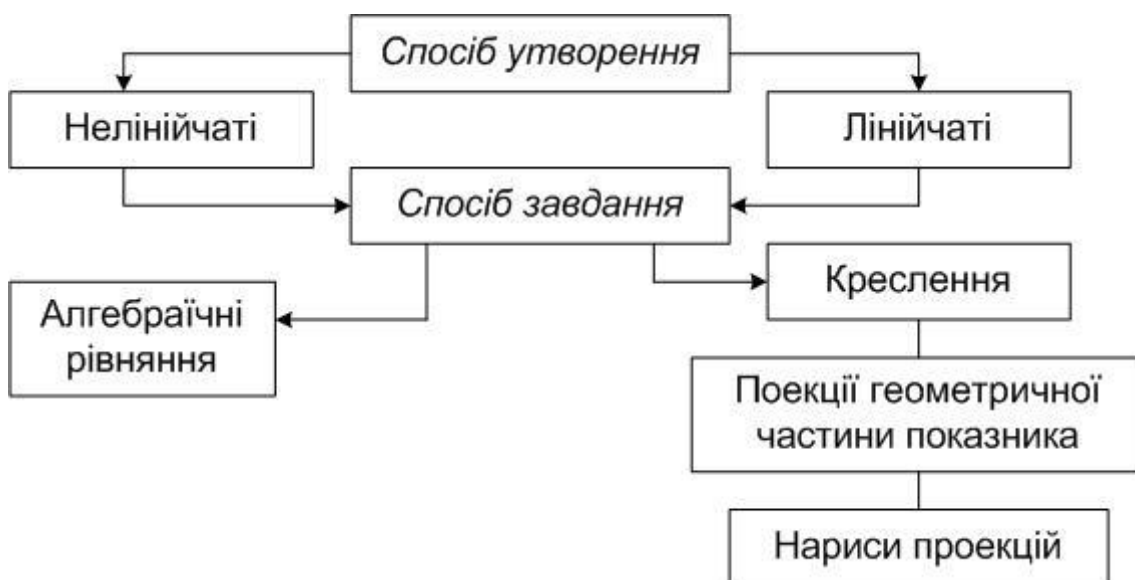 Спосіб утворення
Нелінійчаті
Лінійчаті
Спосіб завдання
Креслення
Алгебраїчні
рівняння
Поекції геометричної
частини показника
Нариси проекцій